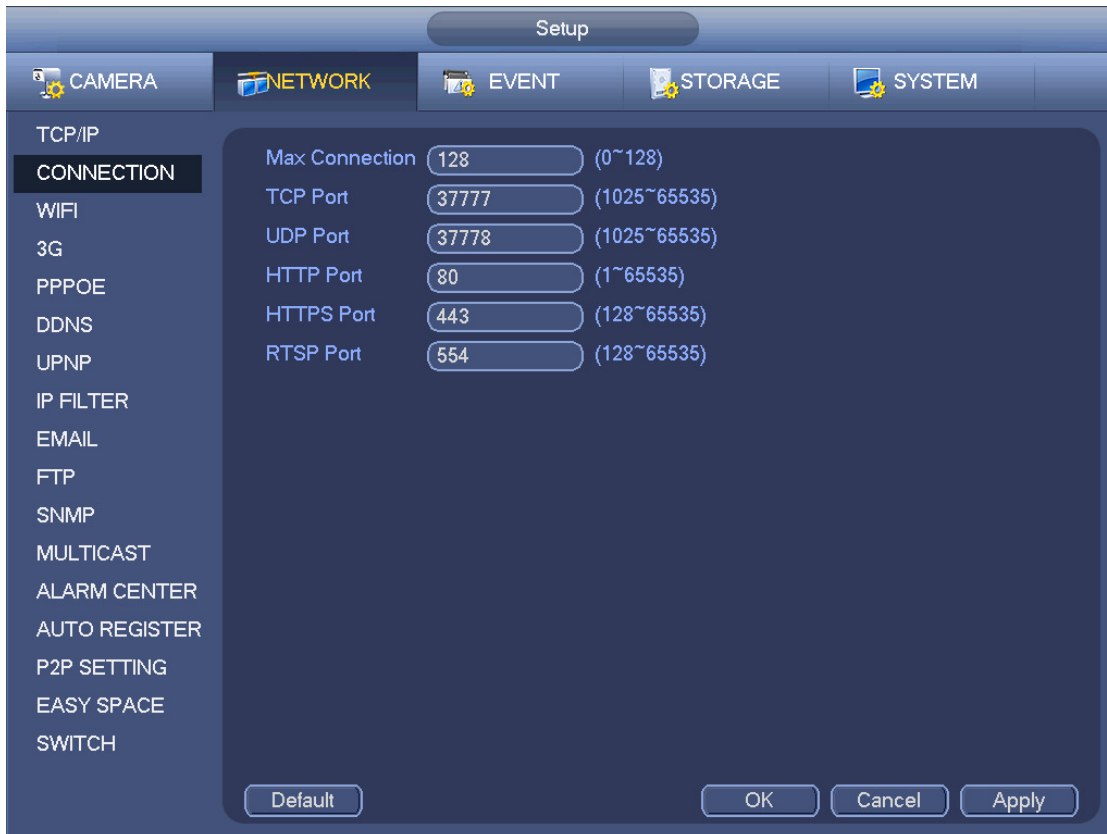 Setup
CAMERA NETWORK EVENT STORAGE SYSTEM
TCP/IP
CONNECTION
WIFI
3G
PPPOE
DDNS
UPNP
IP FILTER
EMAIL
FTP
SNMP
MULTICAST
ALARM CENTER
AUTO REGISTER
P2P SETTING
EASY SPACE
SWITCH
Max Connection 128 (0~128)
TCP Port 37777 (1025~65535)
UDP Port 37778 (1025~65535)
HTTP Port 80 (1~65535)
HTTPS Port 443 (128~65535)
RTSP Port 554 (128~65535)
Default OK Cancel Apply